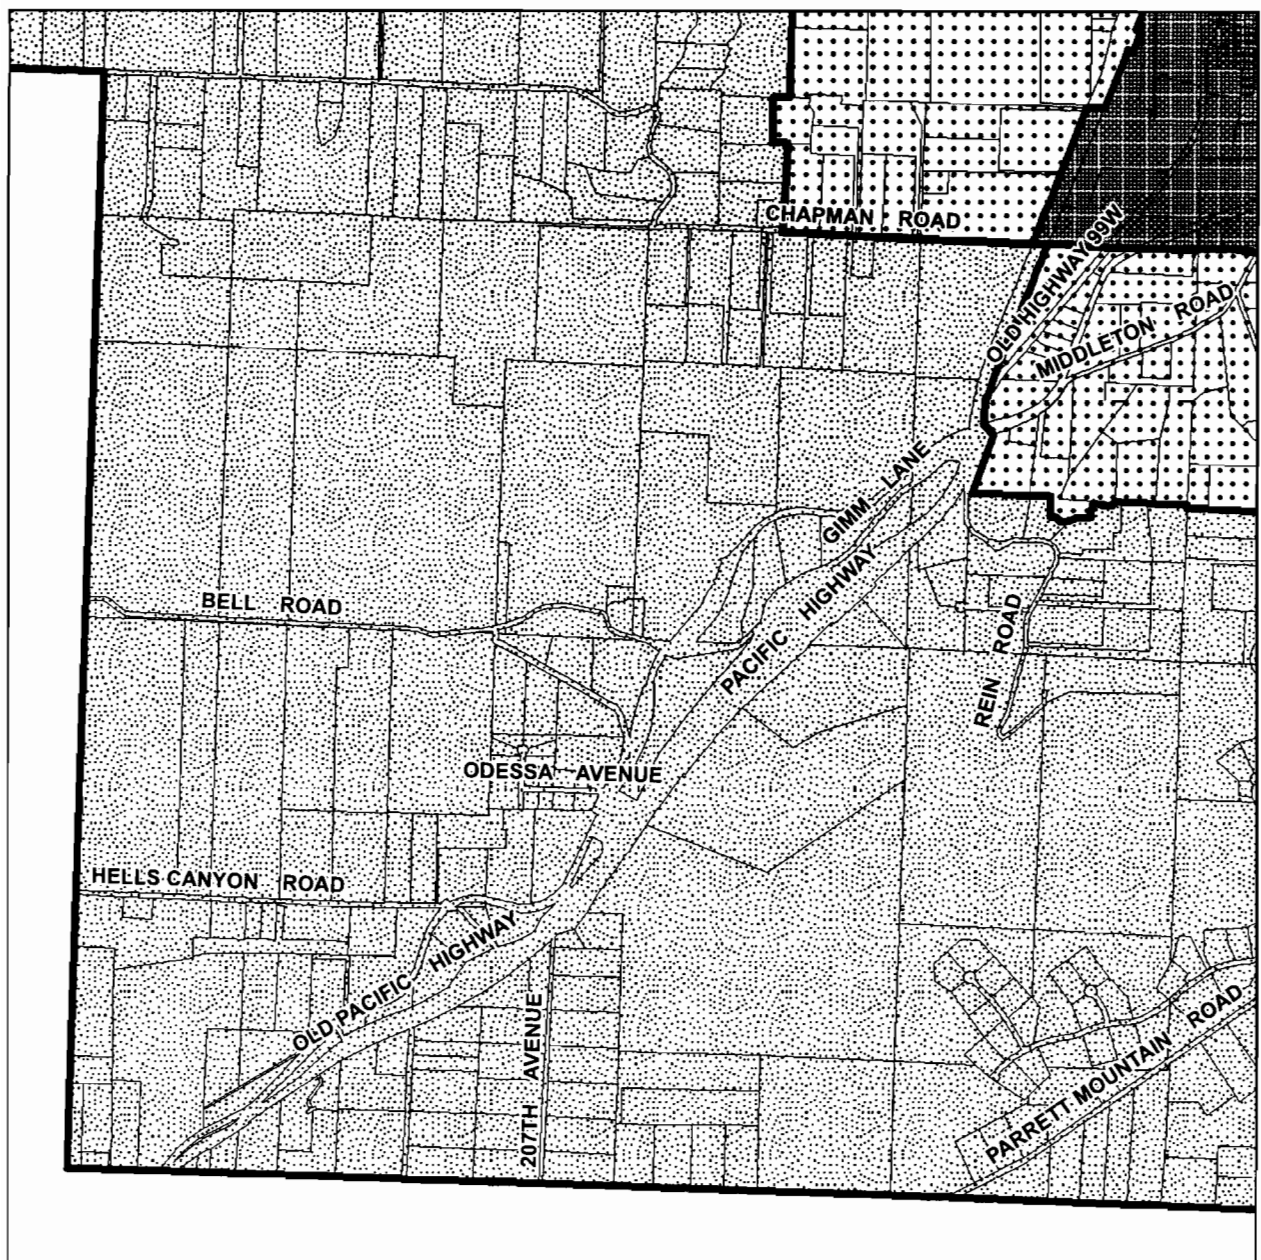 CHAPMAN ROAD
OLD HIGHWAY 99W
MIDDLETON ROAD
GIMM LANE
PACIFIC HIGHWAY
BELL ROAD
REIN ROAD
ODESSA AVENUE
HELLS CANYON ROAD
OLD PACIFIC HIGHWAY
207TH AVENUE
PARRETT MOUNTAIN ROAD